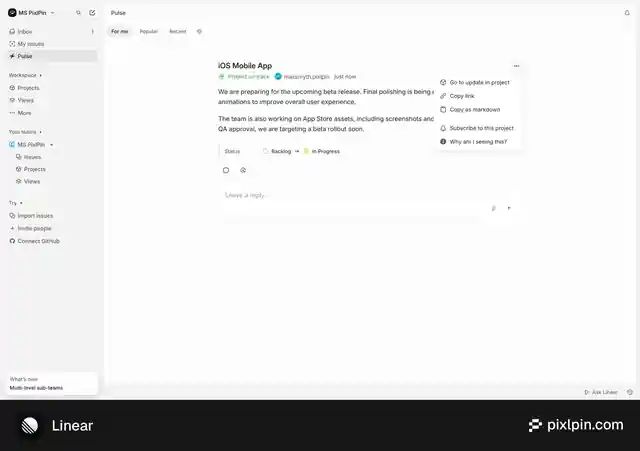 MS PixlPin
Inbox
1
My issues
Pulse
Workspace
Projects
Views
More
Your teams
MS PixlPin
Issues
Projects
Views
Try
Import issues
Invite people
Connect GitHub
What's new
Multi-level sub-teams
Pulse
For me
Popular
Recent
iOS Mobile App
Just now
We are preparing for the upcoming beta release. Final polishing is being
animations to improve overall user experience.
The team is also working on App Store assets, including screenshots and
QA approval, we are targeting a beta rollout soon.
Status
Backlog → In Progress
Leave a reply...
Go to update in project
Copy link
Copy as markdown
Subscribe to this project
Why am I seeing this?
Ask Linear
Linear
pixlpin.com